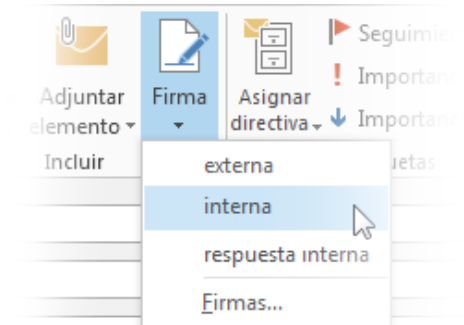 Adjuntar
elemento
Firma
Asignar
directiva
Seguimie
! Importan
Importan
Incluir
uetas
externa
interna
respuesta interna
Firmas...